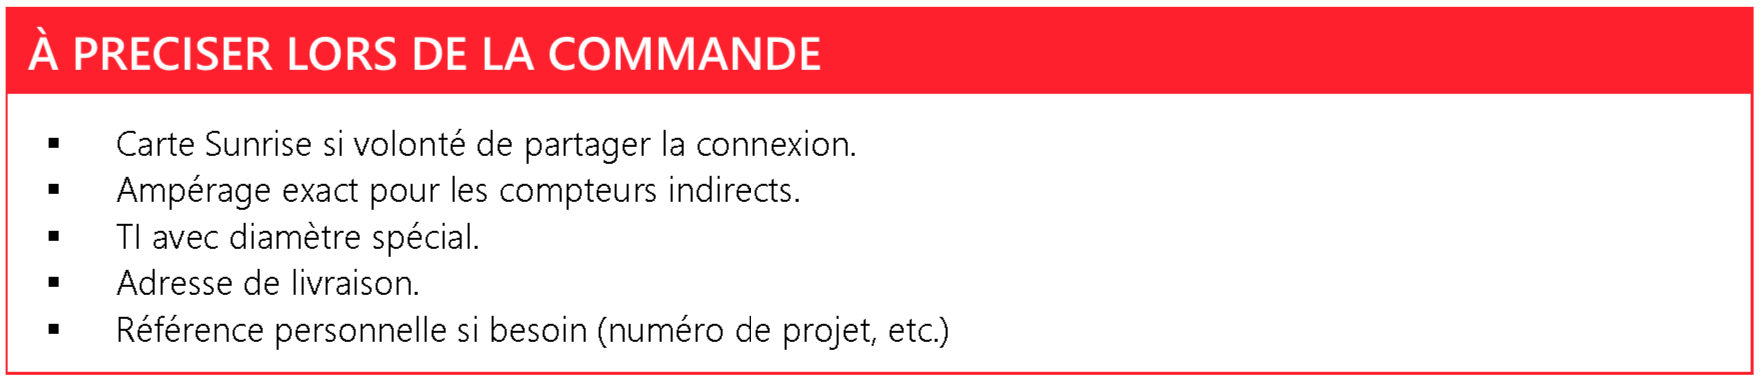 À PRECISER LORS DE LA COMMANDE
▪ Carte Sunrise si volonté de partager la connexion.
▪ Ampérage exact pour les compteurs indirects.
▪ TI avec diamètre spécial.
▪ Adresse de livraison.
▪ Référence personnelle si besoin (numéro de projet, etc.)